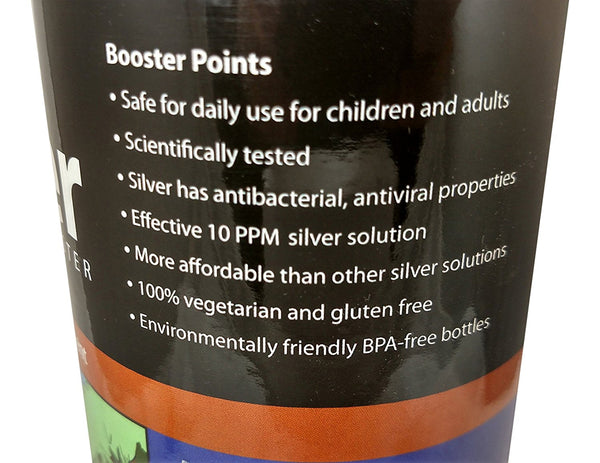 Booster Points
• Safe for daily use for children and adults
• Scientifically tested
• Silver has antibacterial, antiviral properties
• Effective 10 PPM silver solution
• More affordable than other silver solutions
• 100% vegetarian and gluten free
• Environmentally friendly BPA-free bottles